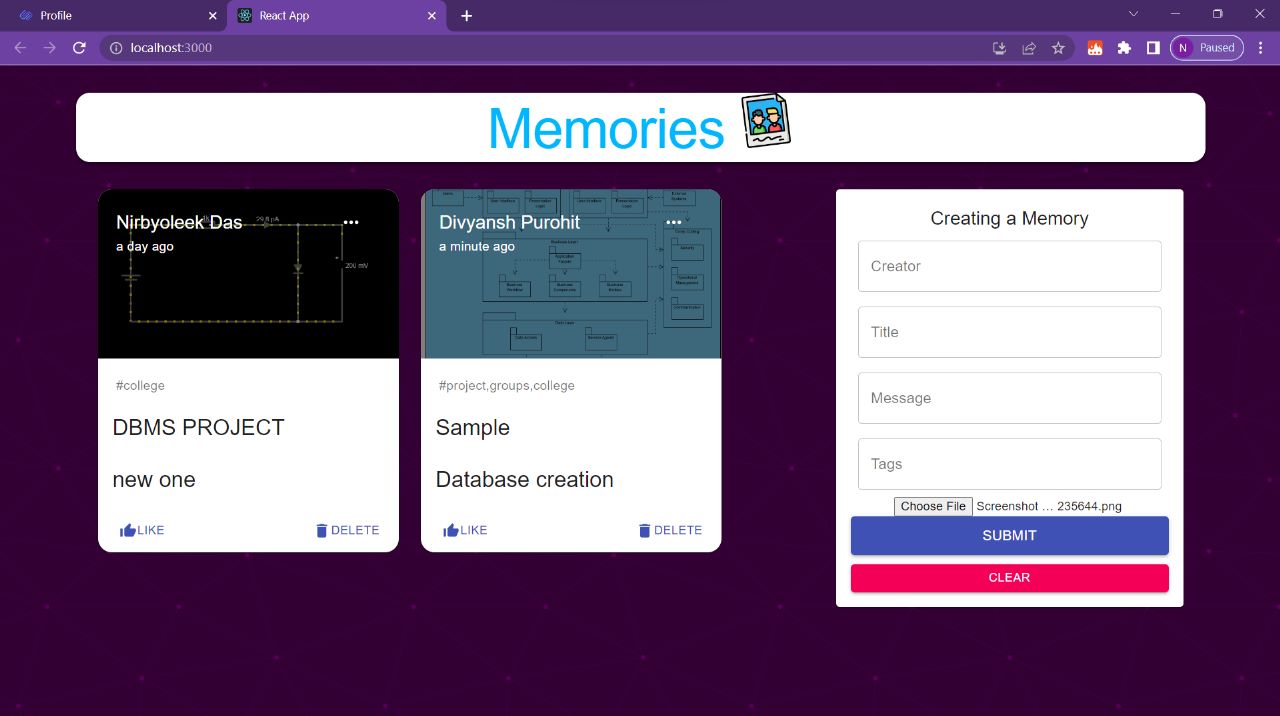 Profile
React App
localhost:3000
N Paused
Memories
Nirbyoleek Das
a day ago
29.8 pA
200 mV
#college
DBMS PROJECT
new one
LIKE
DELETE
Divyansh Purohit
a minute ago
#project,groups,college
Sample
Database creation
LIKE
DELETE
Creating a Memory
Creator
Title
Message
Tags
Choose File Screenshot ... 235644.png
SUBMIT
CLEAR